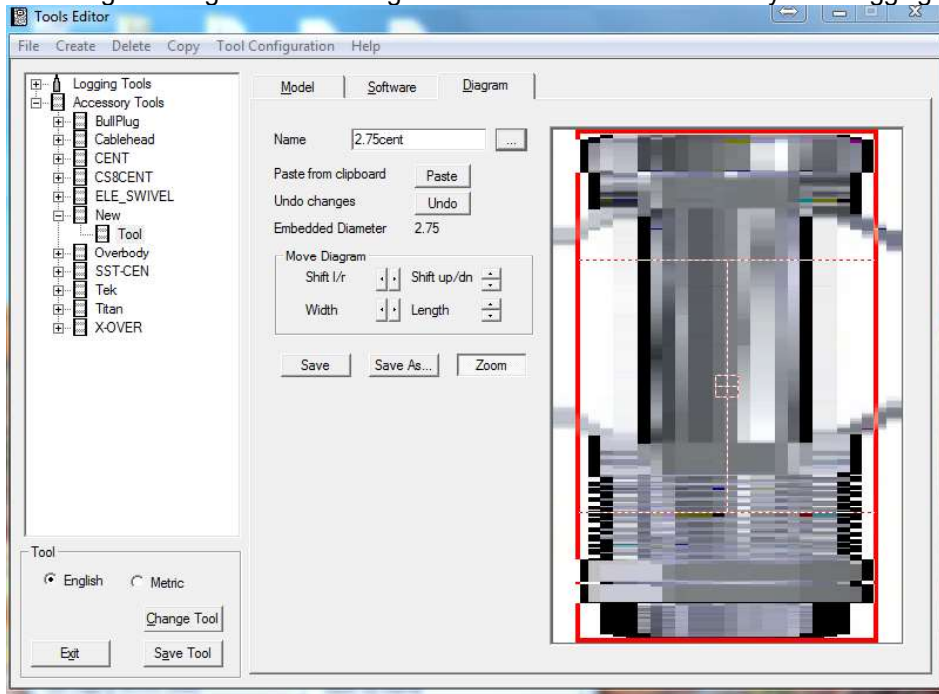 Tools Editor
File Create Delete Copy Tool Configuration Help
Logging Tools
Accessory Tools
BullPlug
Cablehead
CENT
CS8CENT
ELE_SWIVEL
New
Tool
Overbody
SST-CEN
Tek
Titan
X-OVER
Tool
English Metric
Change Tool
Exit Save Tool
Model Software Diagram
Name 2.75cent ...
Paste from clipboard Paste
Undo changes Undo
Embedded Diameter 2.75
Move Diagram
Shift l/r Shift up/dn
Width Length
Save Save As... Zoom